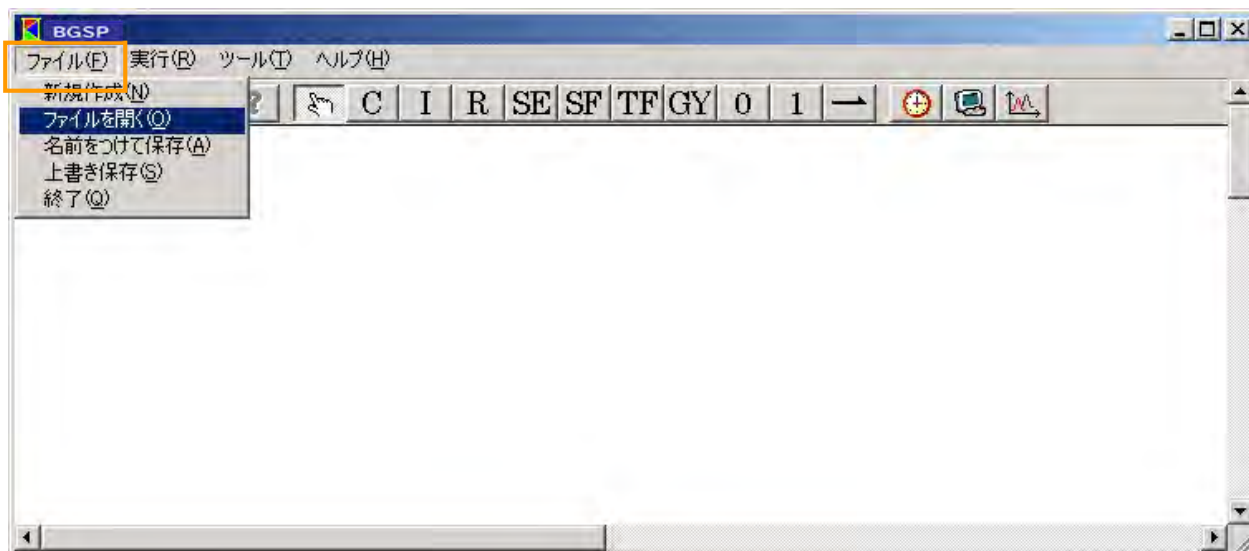 BGSP
ファイル(F) 実行(R) ツール(T) ヘルプ(H)
新規作成(N)
? C I R SE SF TF GY 0 1
ファイルを開く(O)
名前をつけて保存(A)
上書き保存(S)
終了(Q)